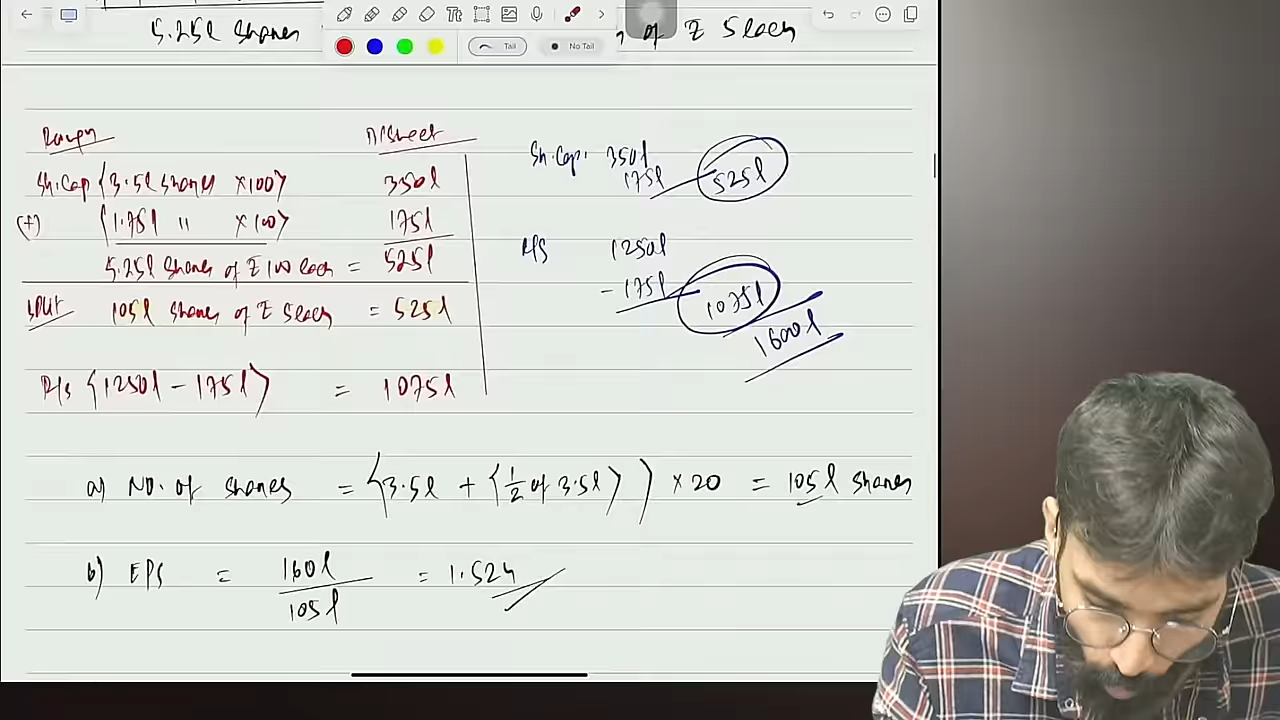 5.25l Shares of ₹ 5 each
Tail
No Tail
B/Sheet
Sh.Cap {3.5l shares ×100} 350l
(+) {1.75l " ×100} 175l
5.25l shares of ₹ 100 each = 525l
split 105l shares of ₹ 5 each = 525l
R/s {1250l - 175l} = 1075l
Sh.Cap. 350l
175l 525l
R/S 1250l
- 175l 1075l
1600l
a) NO. of shares = {3.5l + {1/2 of 3.5l}} × 20 = 105l shares
b) EPS = 160l / 105l = 1.524